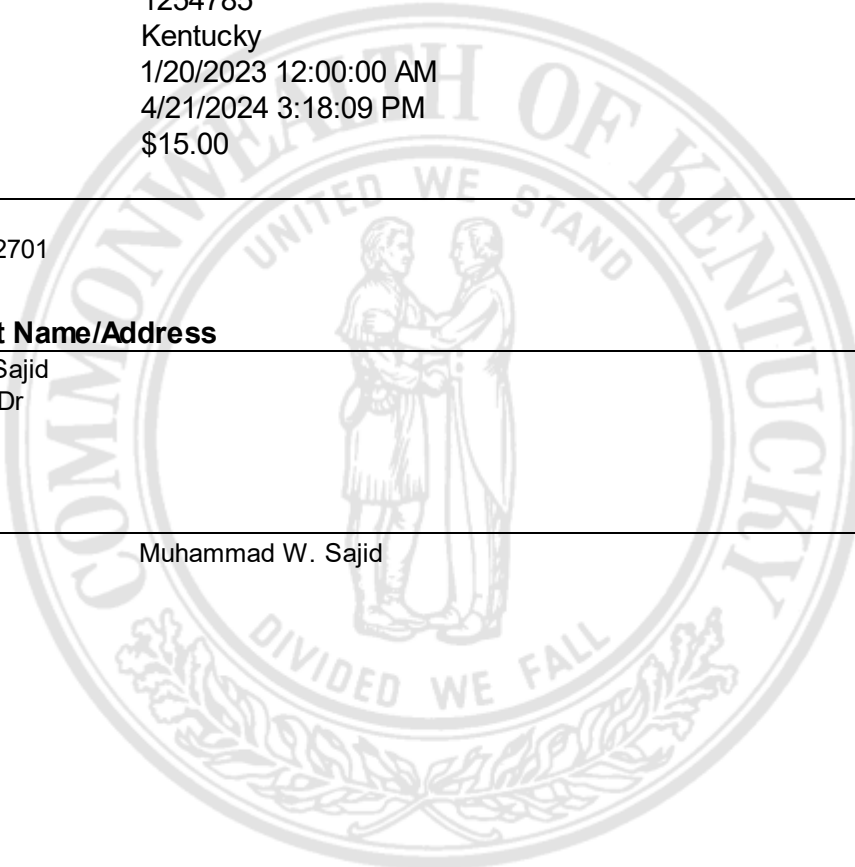 1254785
Kentucky
1/20/2023 12:00:00 AM
4/21/2024 3:18:09 PM
$15.00
2701
t Name/Address
Sajid
Dr
Muhammad W. Sajid
COMMONWEALTH OF KENTUCKY
UNITED WE STAND
DIVIDED WE FALL